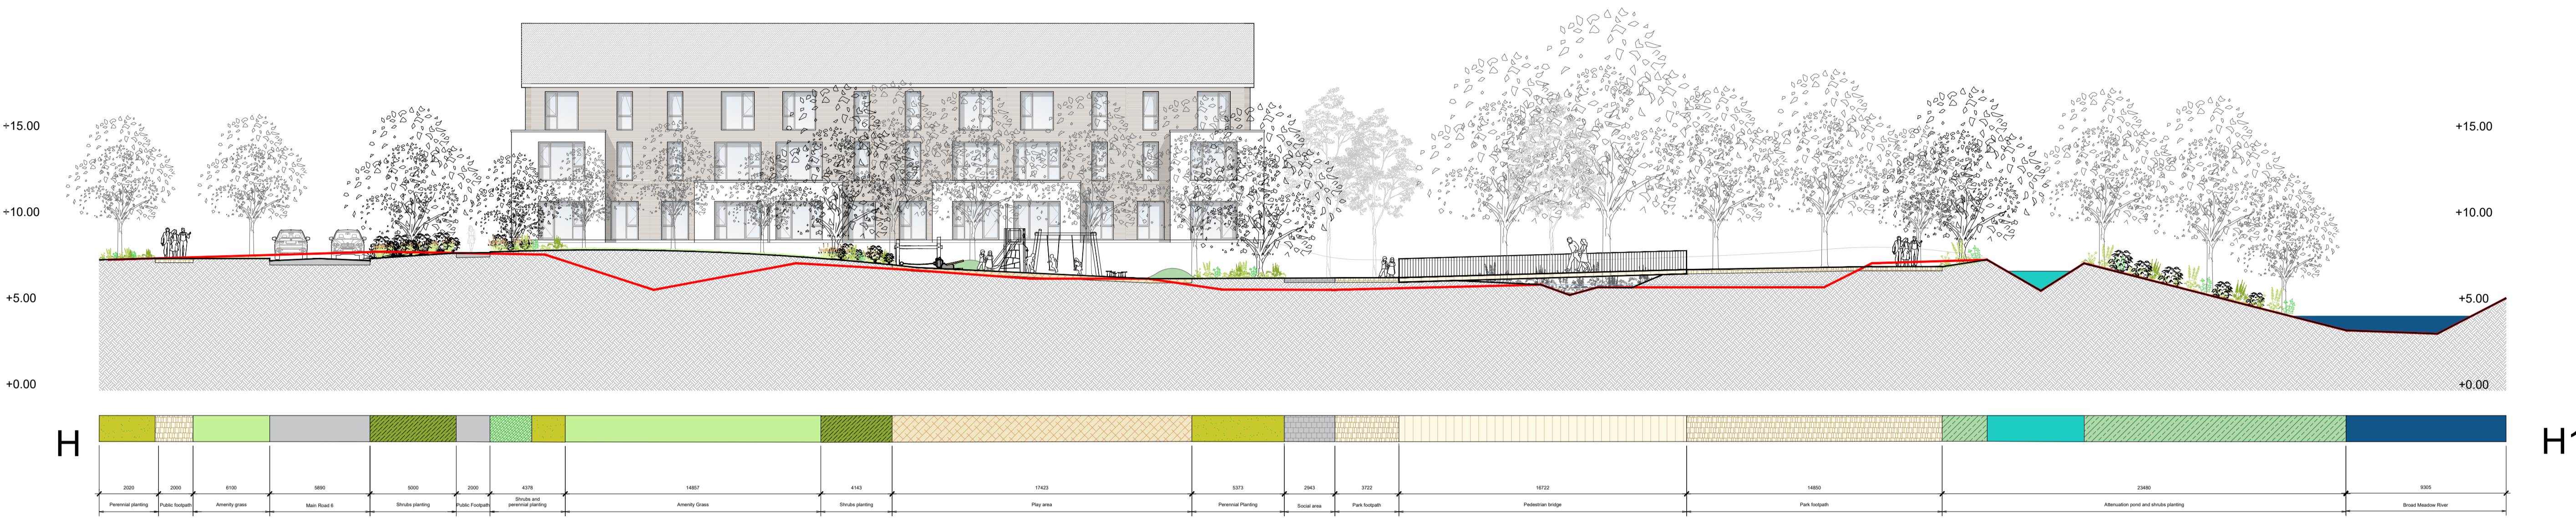 +15.00
+10.00
+5.00
+0.00
+15.00
+10.00
+5.00
+0.00
H
H1
2020
2000
6100
5890
5000
2000
4378
14857
4143
17423
5373
2943
3722
16722
14850
23480
9305
Perennial planting
Public footpath
Amenity grass
Main Road 6
Shrubs planting
Public Footpath
Shrubs and
perennial planting
Amenity Grass
Shrubs planting
Play area
Perennial Planting
Social area
Park footpath
Pedestrian bridge
Park footpath
Attenuation pond and shrubs planting
Broad Meadow River